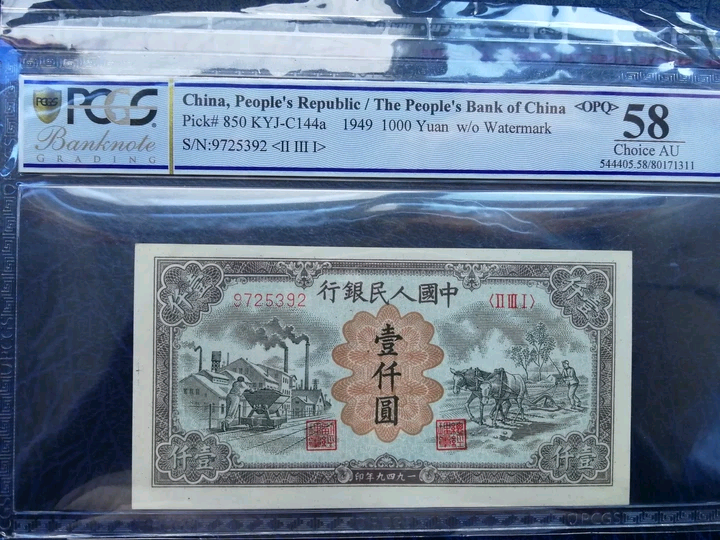 PCGS
Banknote
GRADING
China, People's Republic / The People's Bank of China <OPQ>
Pick# 850 KYJ-C144a 1949 1000 Yuan w/o Watermark
S/N:9725392 <II III I>
58
Choice AU
544405.58/80171311
行銀民人國中
9725392
〈II III I〉
壹仟圓
仟
仟壹
印年九四九一
PCGS